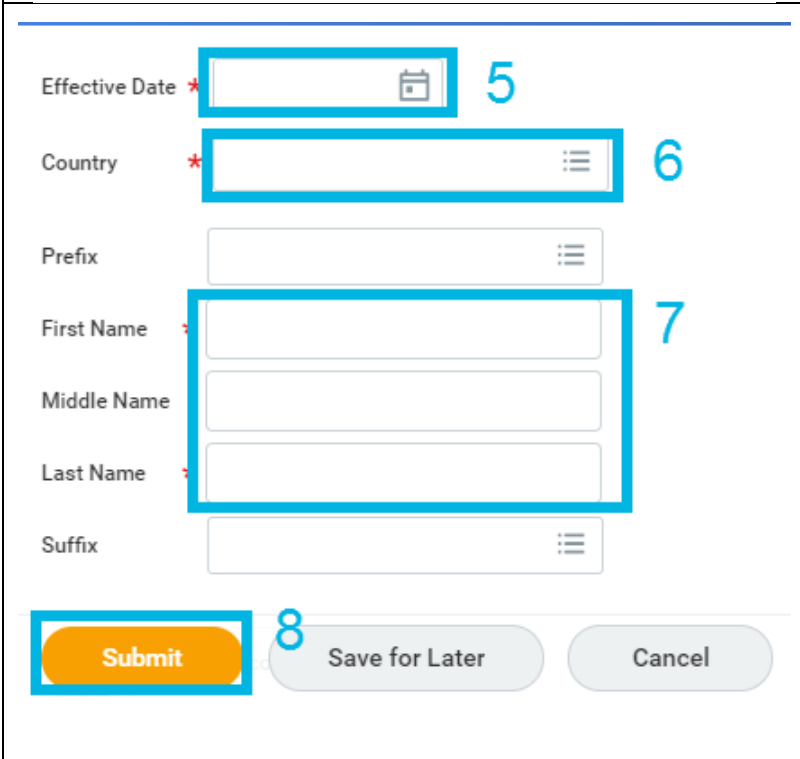 Effective Date * 5
Country * 6
Prefix
First Name * 7
Middle Name
Last Name *
Suffix
Submit 8 Save for Later Cancel